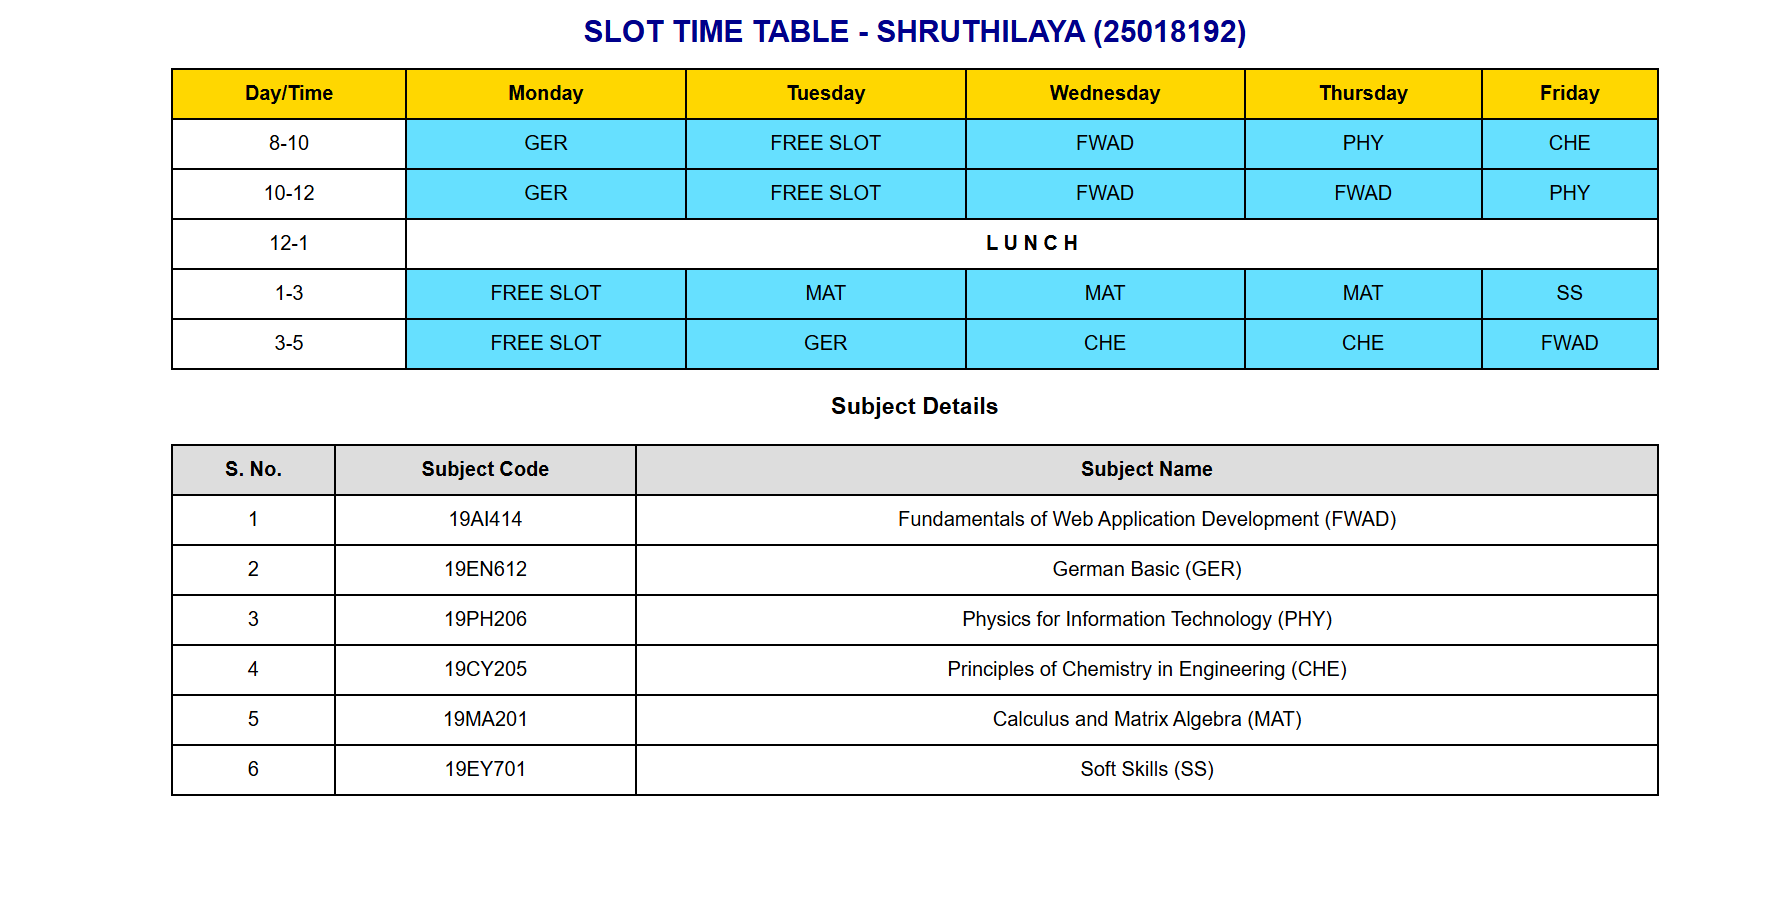 SLOT TIME TABLE - SHRUTHILAYA (25018192)
Day/Time Monday Tuesday Wednesday Thursday Friday
8-10 GER FREE SLOT FWAD PHY CHE
10-12 GER FREE SLOT FWAD FWAD PHY
12-1 L U N C H
1-3 FREE SLOT MAT MAT MAT SS
3-5 FREE SLOT GER CHE CHE FWAD
Subject Details
S. No. Subject Code Subject Name
1 19AI414 Fundamentals of Web Application Development (FWAD)
2 19EN612 German Basic (GER)
3 19PH206 Physics for Information Technology (PHY)
4 19CY205 Principles of Chemistry in Engineering (CHE)
5 19MA201 Calculus and Matrix Algebra (MAT)
6 19EY701 Soft Skills (SS)